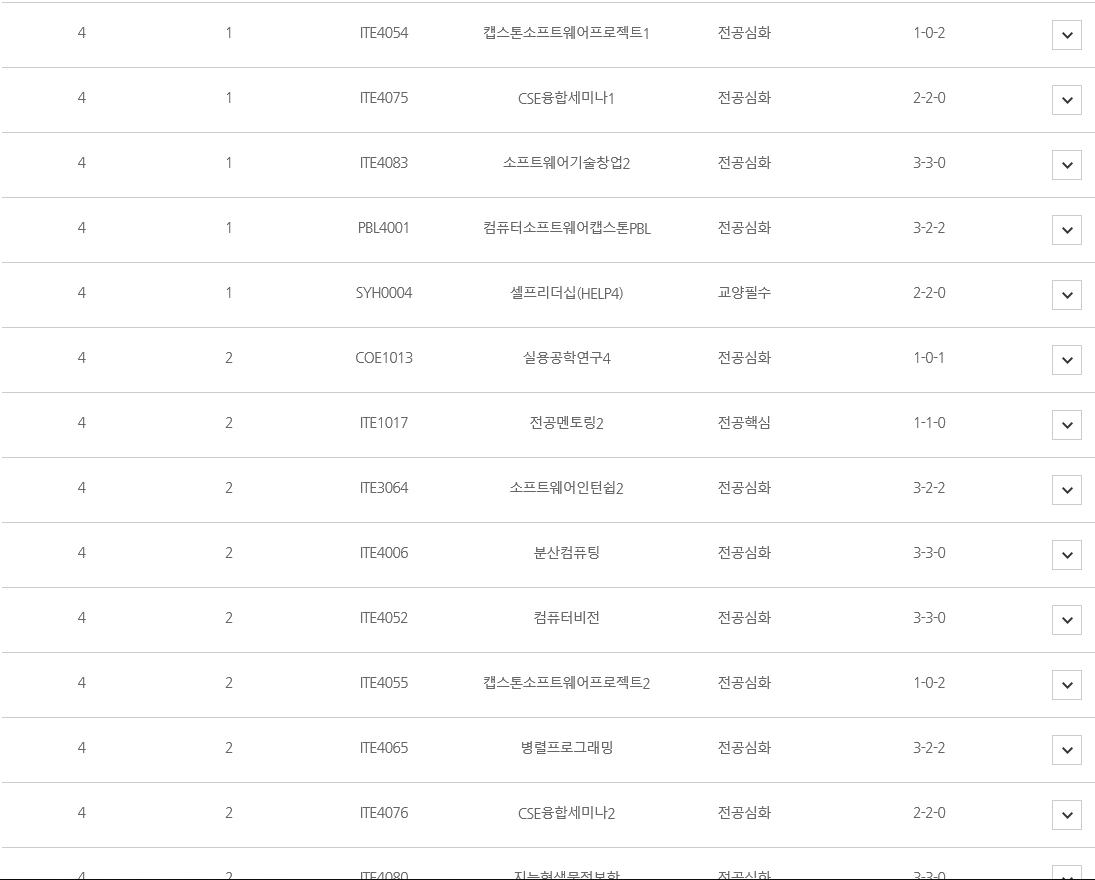 4 1 ITE4054 캡스톤소프트웨어프로젝트1 전공심화 1-0-2
4 1 ITE4075 CSE융합세미나1 전공심화 2-2-0
4 1 ITE4083 소프트웨어기술창업2 전공심화 3-3-0
4 1 PBL4001 컴퓨터소프트웨어캡스톤PBL 전공심화 3-2-2
4 1 SYH0004 셀프리더십(HELP4) 교양필수 2-2-0
4 2 COE1013 실용공학연구4 전공심화 1-0-1
4 2 ITE1017 전공멘토링2 전공핵심 1-1-0
4 2 ITE3064 소프트웨어인턴쉽2 전공심화 3-2-2
4 2 ITE4006 분산컴퓨팅 전공심화 3-3-0
4 2 ITE4052 컴퓨터비전 전공심화 3-3-0
4 2 ITE4055 캡스톤소프트웨어프로젝트2 전공심화 1-0-2
4 2 ITE4065 병렬프로그래밍 전공심화 3-2-2
4 2 ITE4076 CSE융합세미나2 전공심화 2-2-0
4 2 ITE4080 지능형생물정보학 전공심화 3-3-0